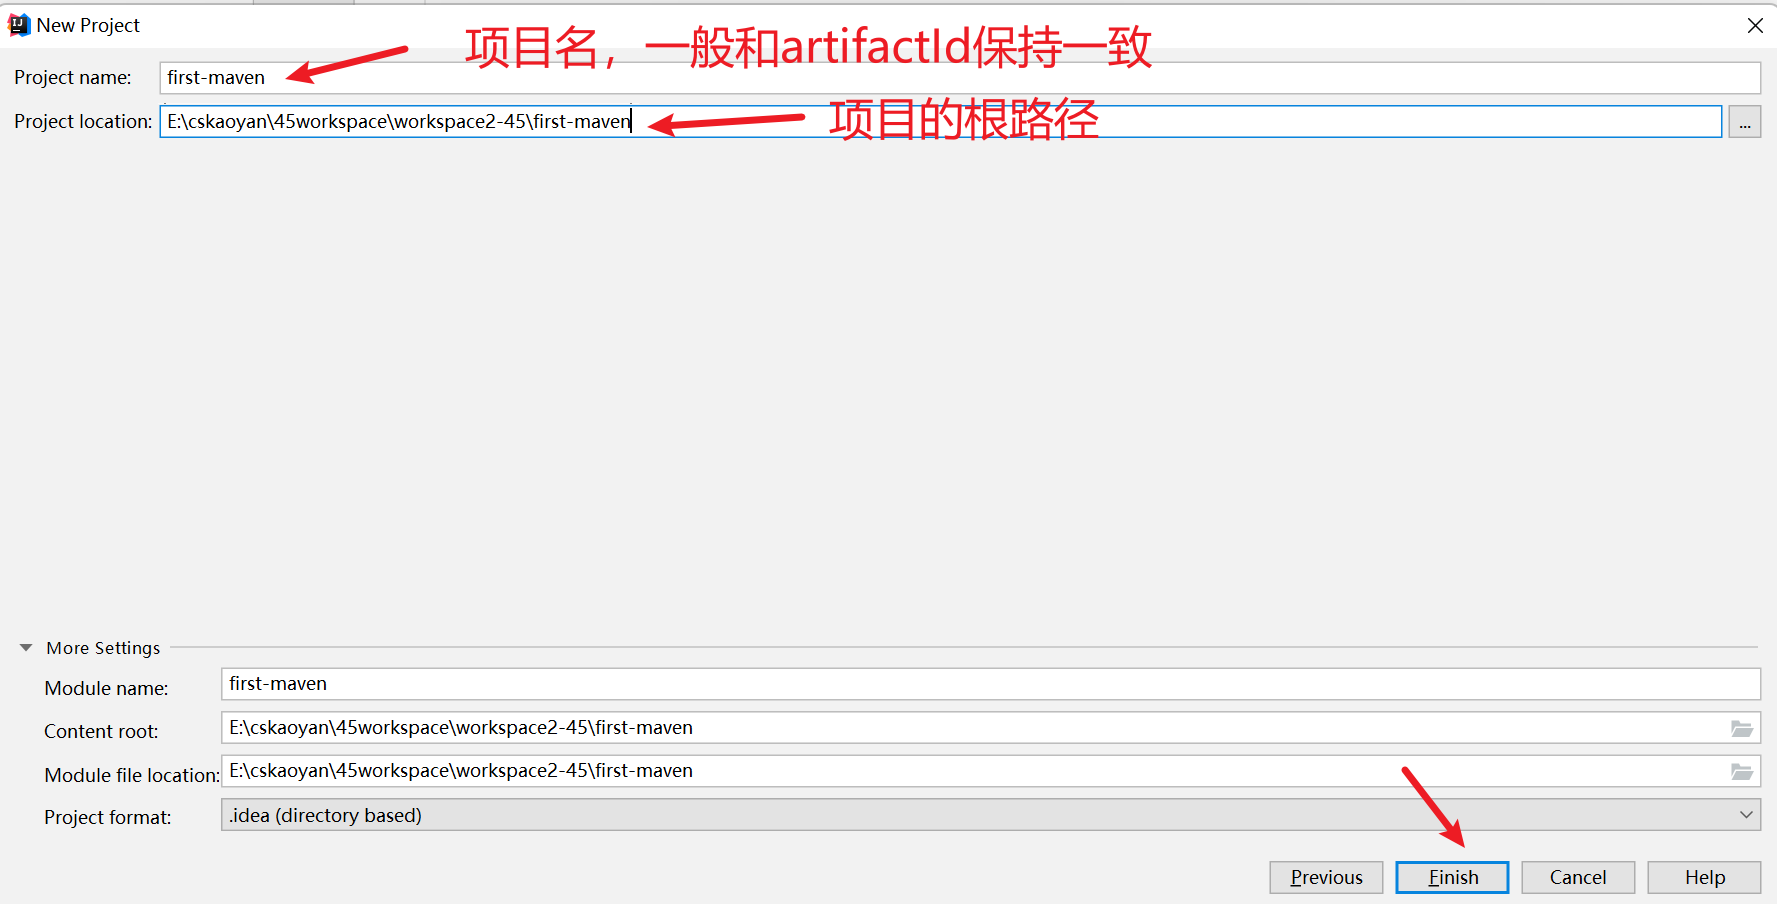 New Project
项目名，一般和artifactId保持一致
Project name: first-maven
Project location: E:\cskaoyan\45workspace\workspace2-45\first-maven ...
项目的根路径
More Settings
Module name: first-maven
Content root: E:\cskaoyan\45workspace\workspace2-45\first-maven
Module file location: E:\cskaoyan\45workspace\workspace2-45\first-maven
Project format: .idea (directory based)
Previous Finish Cancel Help